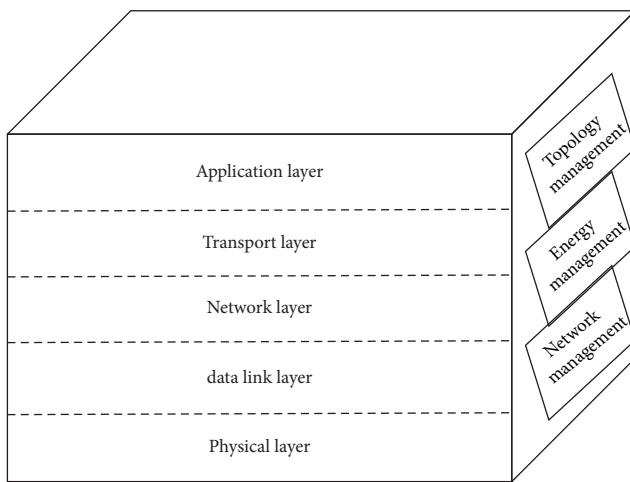 Application layer
Transport layer
Network layer
data link layer
Physical layer
Topology
management
Energy
management
Network
management